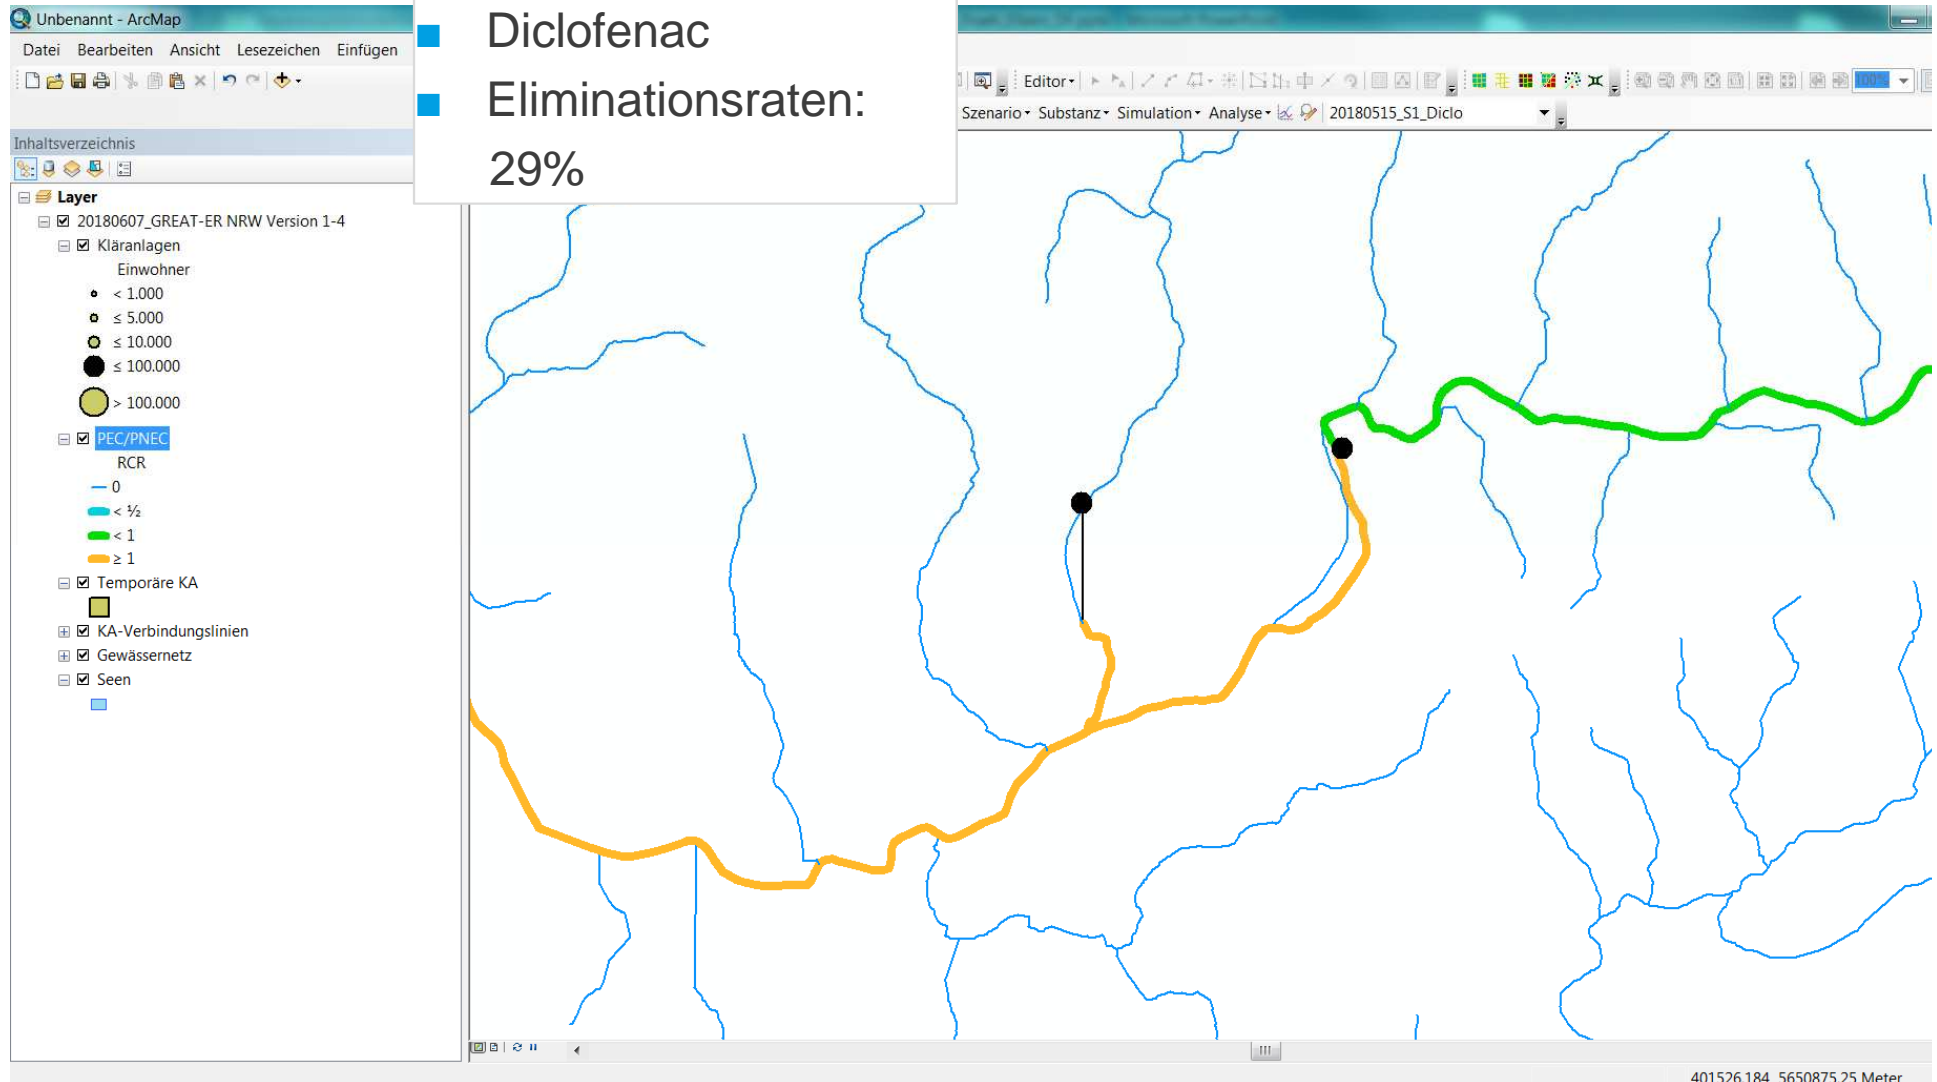 Unbenannt - ArcMap
Datei Bearbeiten Ansicht Lesezeichen Einfügen
Diclofenac
Eliminationsraten:
29%
Editor
100%
Szenario Substanz Simulation Analyse 20180515_S1_Diclo
Inhaltsverzeichnis
Layer
20180607_GREAT-ER NRW Version 1-4
Kläranlagen
Einwohner
< 1.000
≤ 5.000
≤ 10.000
≤ 100.000
> 100.000
PEC/PNEC
RCR
0
< ½
< 1
≥ 1
Temporäre KA
KA-Verbindungslinien
Gewässernetz
Seen
401526,184 5650875,25 Meter